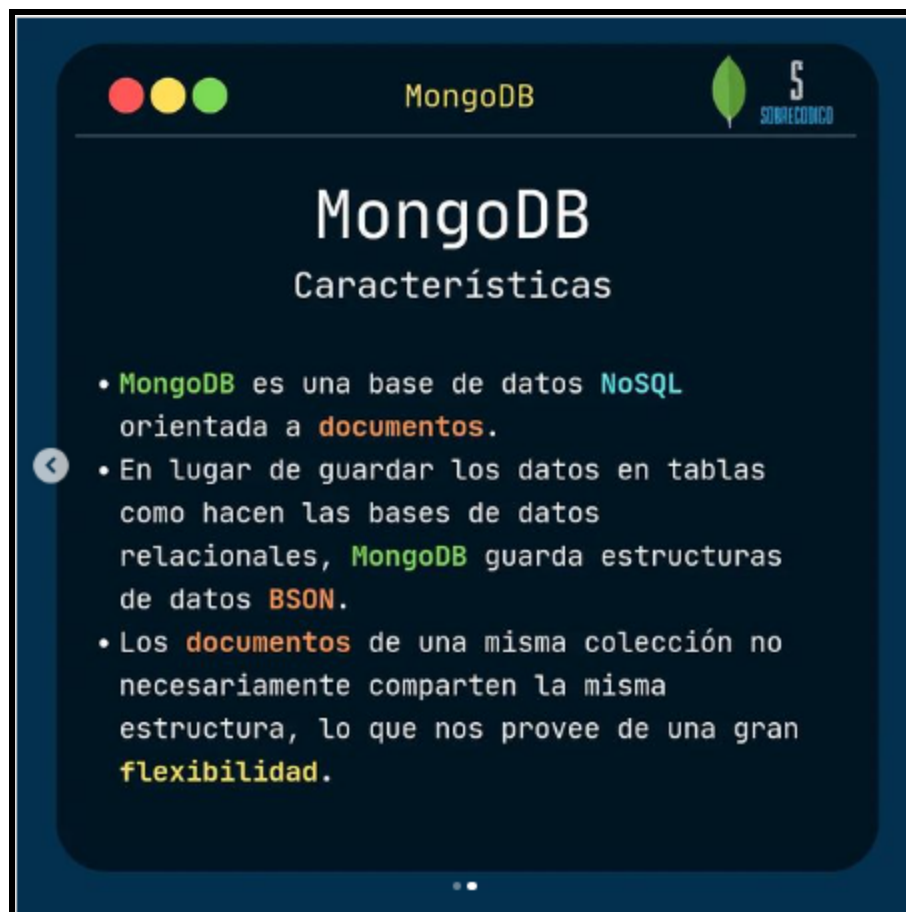 MongoDB
S
SOBRECODIGO
MongoDB
Características
• MongoDB es una base de datos NoSQL
orientada a documentos.
• En lugar de guardar los datos en tablas
como hacen las bases de datos
relacionales, MongoDB guarda estructuras
de datos BSON.
• Los documentos de una misma colección no
necesariamente comparten la misma
estructura, lo que nos provee de una gran
flexibilidad.